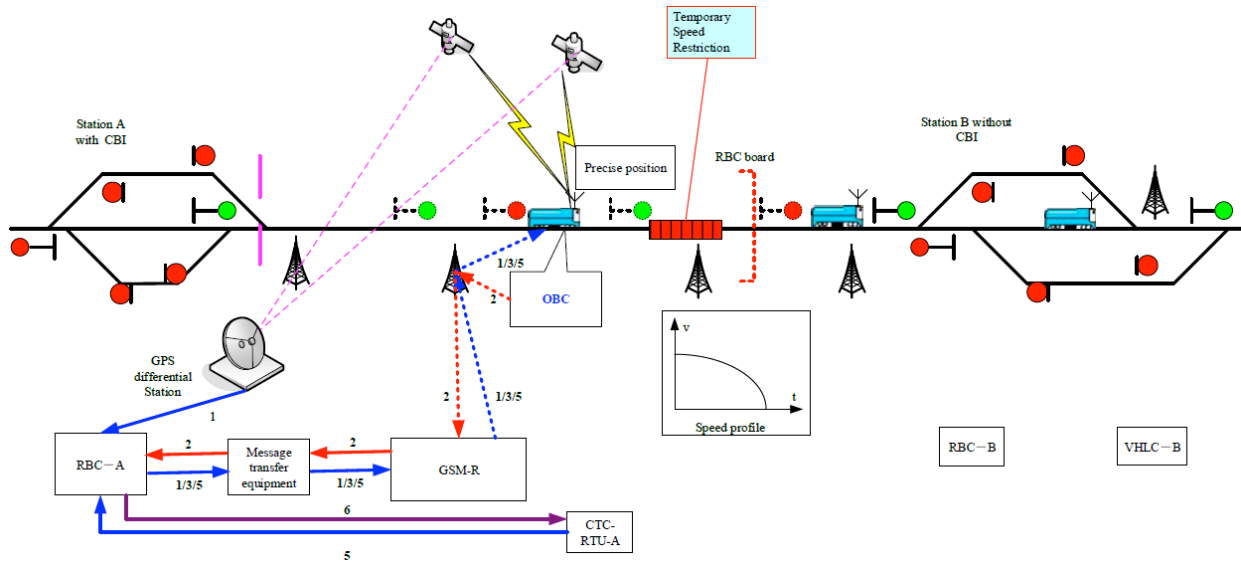 Temporary
Speed
Restriction
Station A
with CBI
Station B without
CBI
RBC board
Precise position
1/3/5
2
OBC
GPS
differential
Station
1
2
1/3/5
V
t
Speed profile
RBC－A
2
1/3/5
Message
transfer
equipment
2
1/3/5
GSM-R
RBC－B
VHLC－B
6
CTC-
RTU-A
5